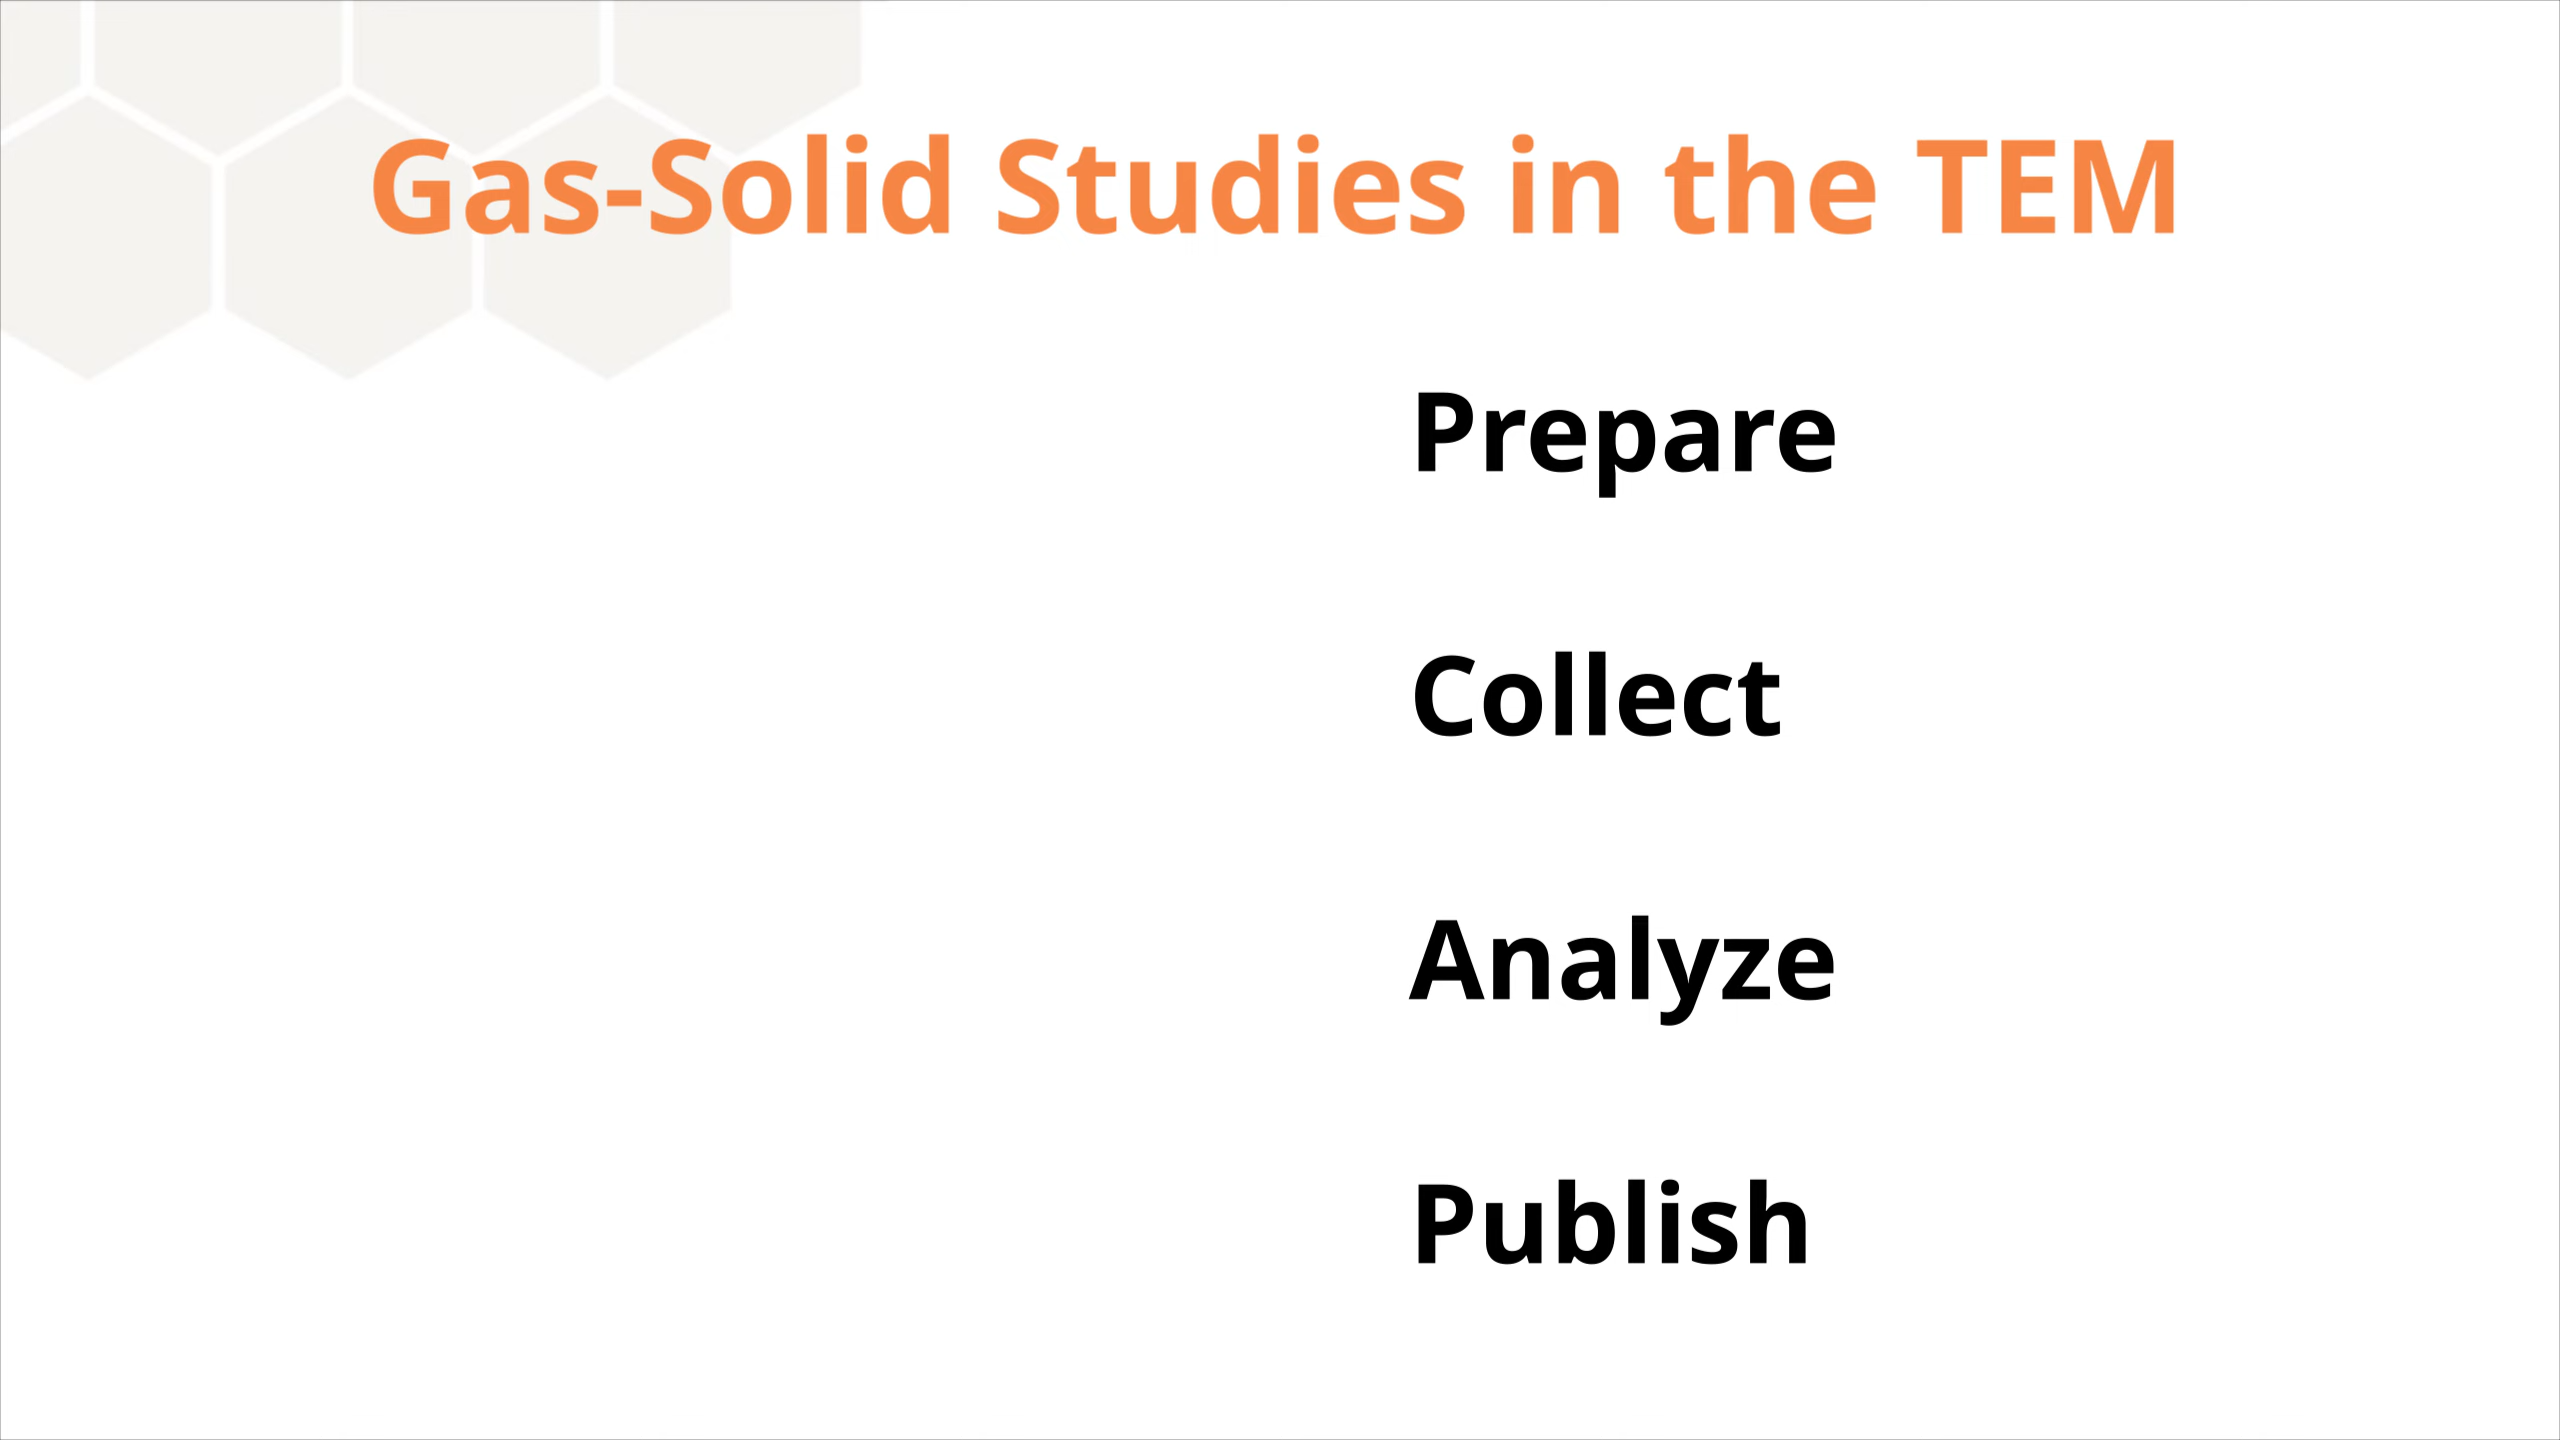 Gas-Solid Studies in the TEM
Prepare
Collect
Analyze
Publish